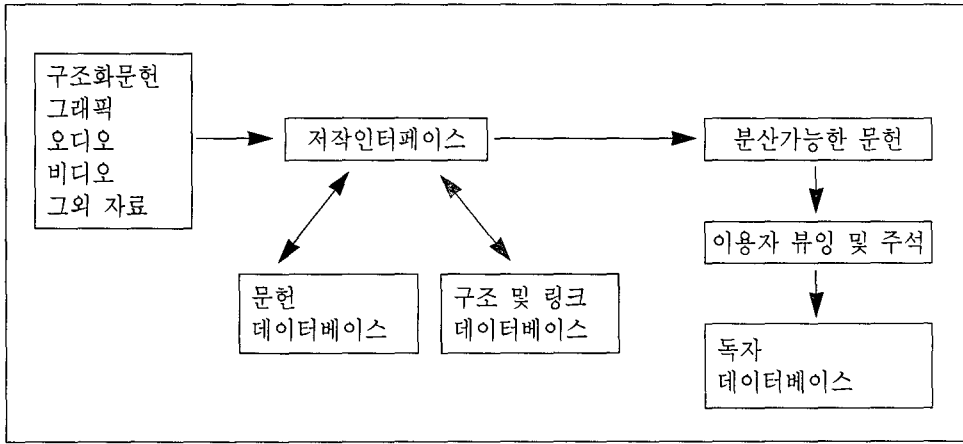 구조화문헌
그래픽
오디오
비디오
그외 자료
저작인터페이스
분산가능한 문헌
이용자 뷰잉 및 주석
문헌
데이터베이스
구조 및 링크
데이터베이스
독자
데이터베이스